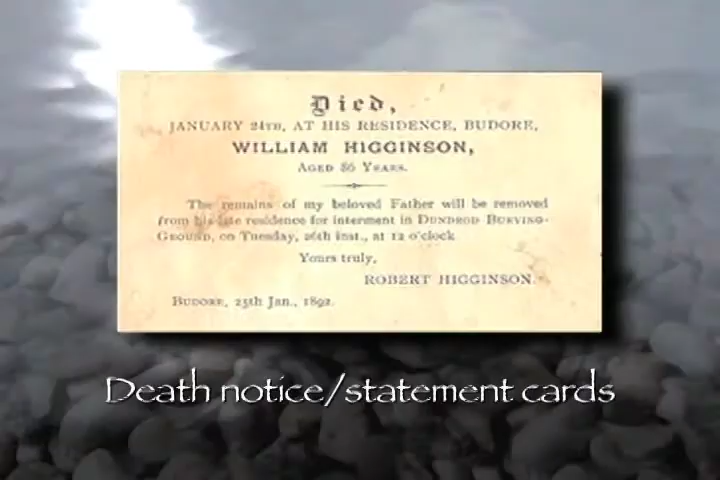 Died,
JANUARY 24TH, AT HIS RESIDENCE, BUDORE,
WILLIAM HIGGINSON,
AGED 86 YEARS.
The remains of my beloved Father will be removed
from his late residence for interment in DUNDROD BURYING-
GROUND, on Tuesday, 26th inst., at 12 o'clock
Yours truly,
ROBERT HIGGINSON.
BUDORE, 25th Jan., 1892.
Death notice/statement cards